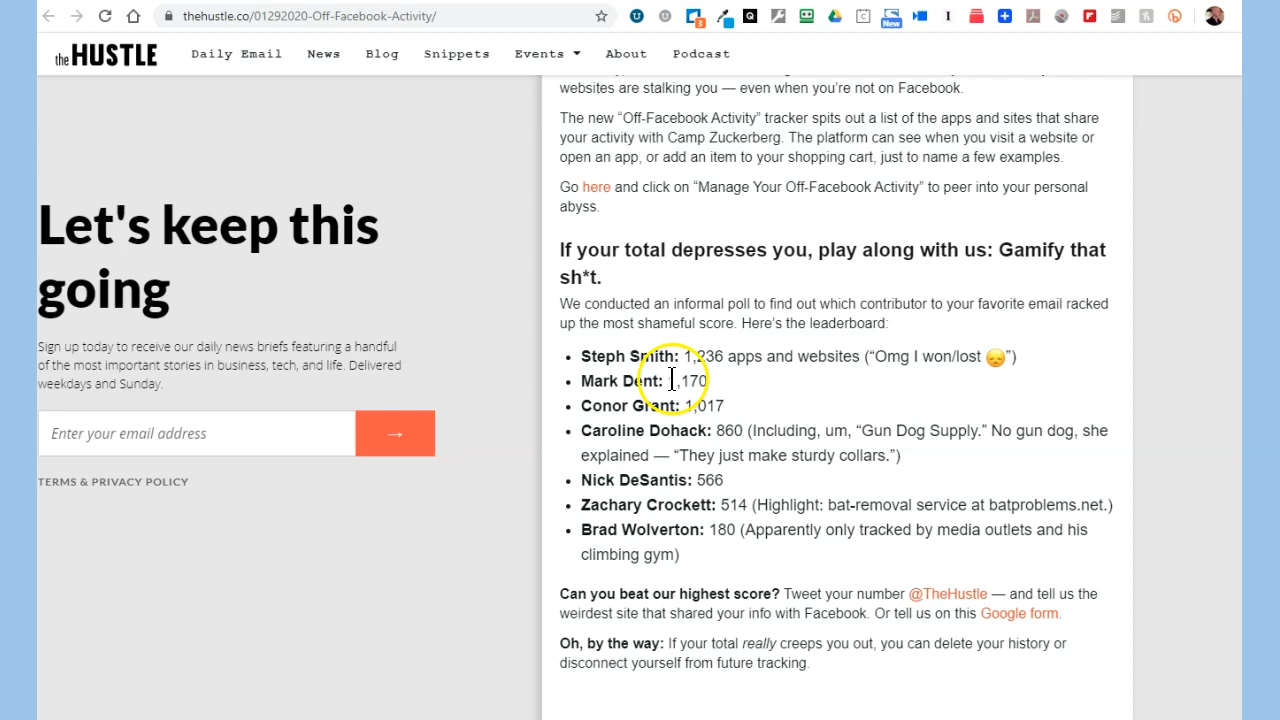 thehustle.co/01292020-Off-Facebook-Activity/
3
New
the HUSTLE
Daily Email
News
Blog
Snippets
Events
About
Podcast
Let's keep this
going
Sign up today to receive our daily news briefs featuring a handful
of the most important stories in business, tech, and life. Delivered
weekdays and Sunday.
Enter your email address
→
TERMS & PRIVACY POLICY
websites are stalking you — even when you're not on Facebook.
The new “Off-Facebook Activity” tracker spits out a list of the apps and sites that share
your activity with Camp Zuckerberg. The platform can see when you visit a website or
open an app, or add an item to your shopping cart, just to name a few examples.
Go here and click on “Manage Your Off-Facebook Activity” to peer into your personal
abyss.
If your total depresses you, play along with us: Gamify that
sh*t.
We conducted an informal poll to find out which contributor to your favorite email racked
up the most shameful score. Here’s the leaderboard:
• Steph Smith: 1,236 apps and websites (“Omg I won/lost 😞”)
• Mark Dent: 1,170
• Conor Grant: 1,017
• Caroline Dohack: 860 (Including, um, “Gun Dog Supply.” No gun dog, she
explained — “They just make sturdy collars.”)
• Nick DeSantis: 566
• Zachary Crockett: 514 (Highlight: bat-removal service at batproblems.net.)
• Brad Wolverton: 180 (Apparently only tracked by media outlets and his
climbing gym)
Can you beat our highest score? Tweet your number @TheHustle — and tell us the
weirdest site that shared your info with Facebook. Or tell us on this Google form.
Oh, by the way: If your total really creeps you out, you can delete your history or
disconnect yourself from future tracking.